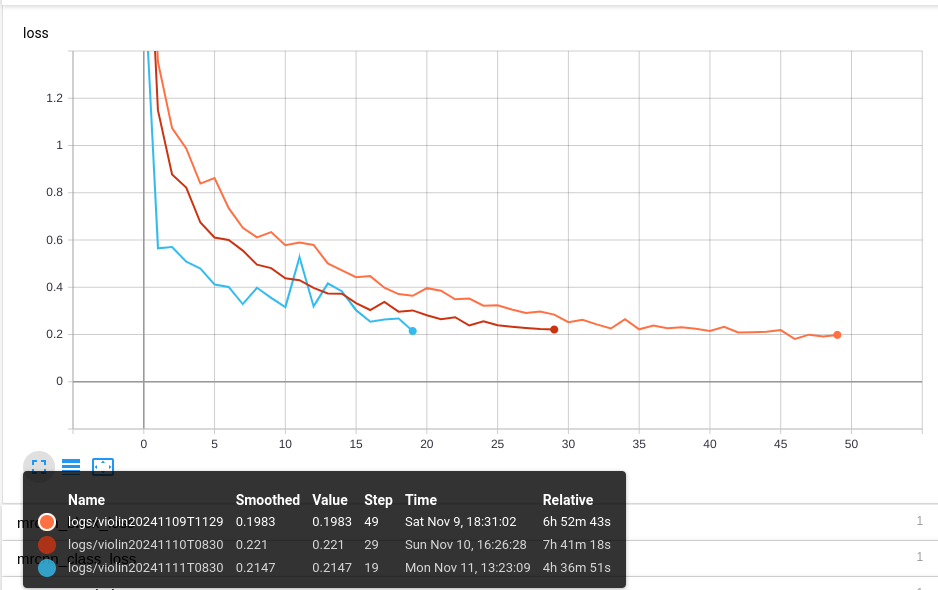 loss
1.2
1
0.8
0.6
0.4
0.2
0
0 5 10 15 20 25 30 35 40 45 50
Name Smoothed Value Step Time Relative
logs/violin20241109T1129 0.1983 0.1983 49 Sat Nov 9, 18:31:02 6h 52m 43s
logs/violin20241110T0830 0.221 0.221 29 Sun Nov 10, 16:26:28 7h 41m 18s
logs/violin20241111T0830 0.2147 0.2147 19 Mon Nov 11, 13:23:09 4h 36m 51s
1
mrcnn_class_loss 1